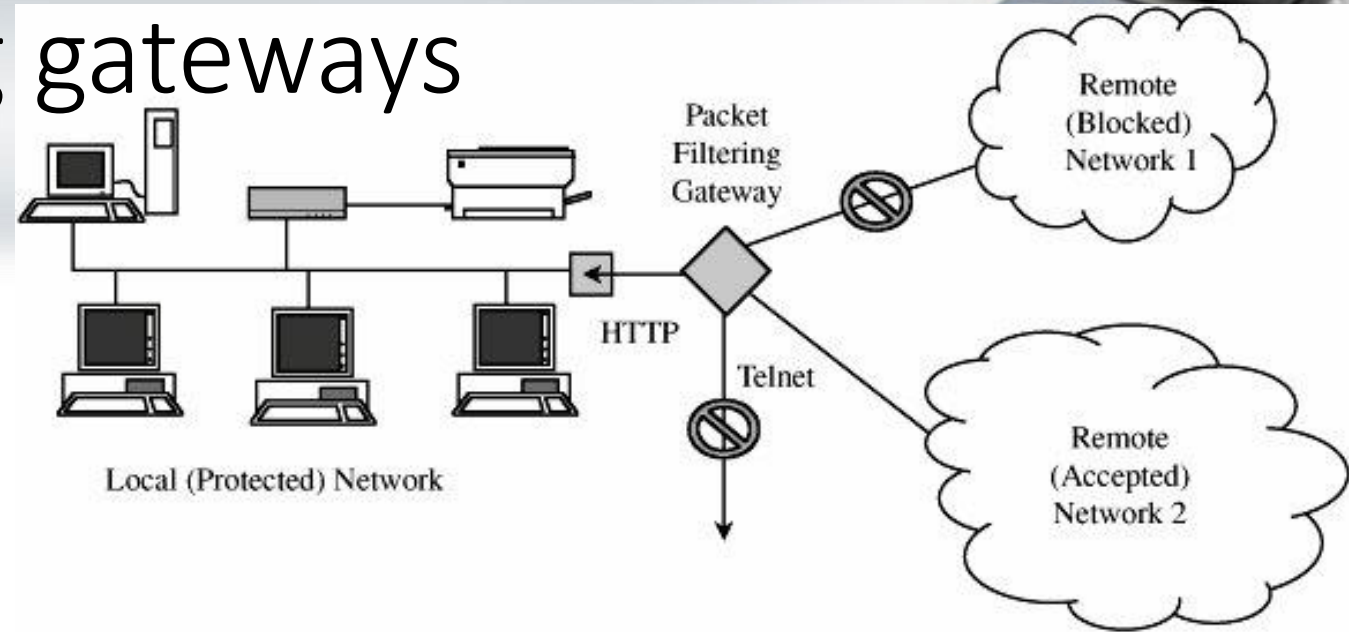 gateways
Packet
Filtering
Gateway
Remote
(Blocked)
Network 1
HTTP
Telnet
Remote
(Accepted)
Network 2
Local (Protected) Network